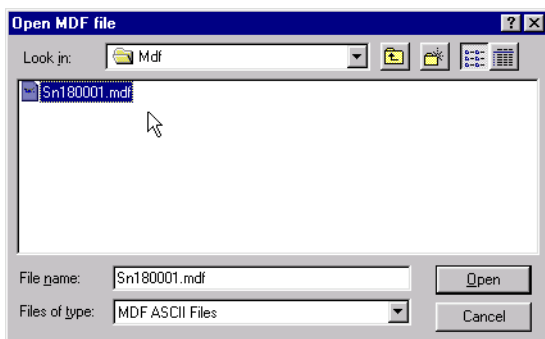 Open MDF file
Look in: Mdf
Sn180001.mdf
File name: Sn180001.mdf Open
Files of type: MDF ASCII Files Cancel